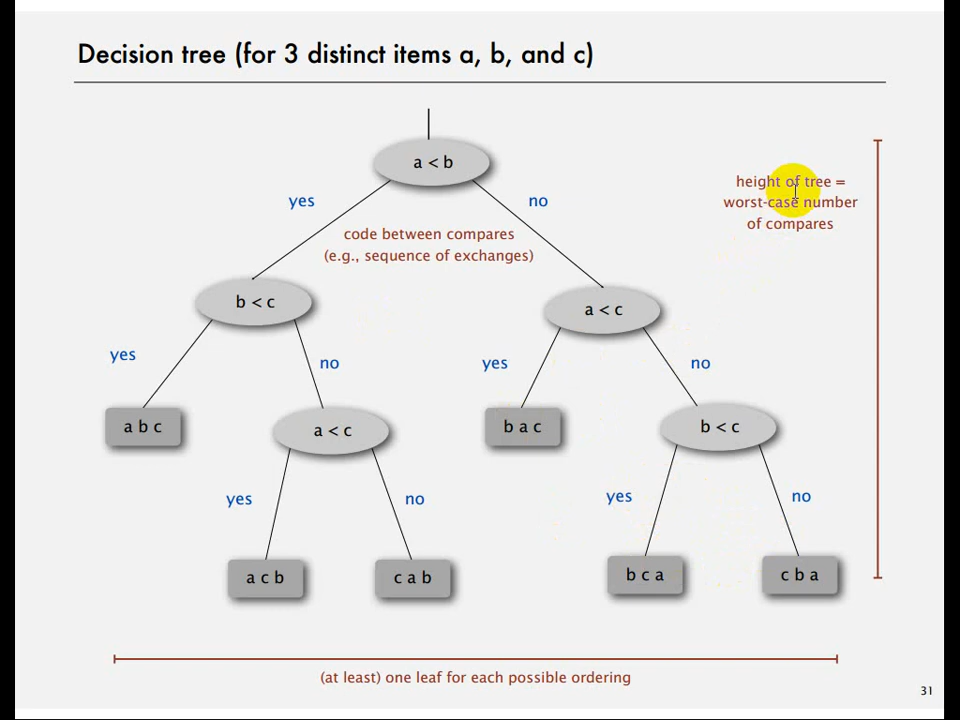 Decision tree (for 3 distinct items a, b, and c)
a < b
yes
no
height of tree =
worst-case number
of compares
code between compares
(e.g., sequence of exchanges)
b < c
a < c
yes
no
yes
no
a b c
a < c
b a c
b < c
yes
no
yes
no
a c b
c a b
b c a
c b a
(at least) one leaf for each possible ordering
31